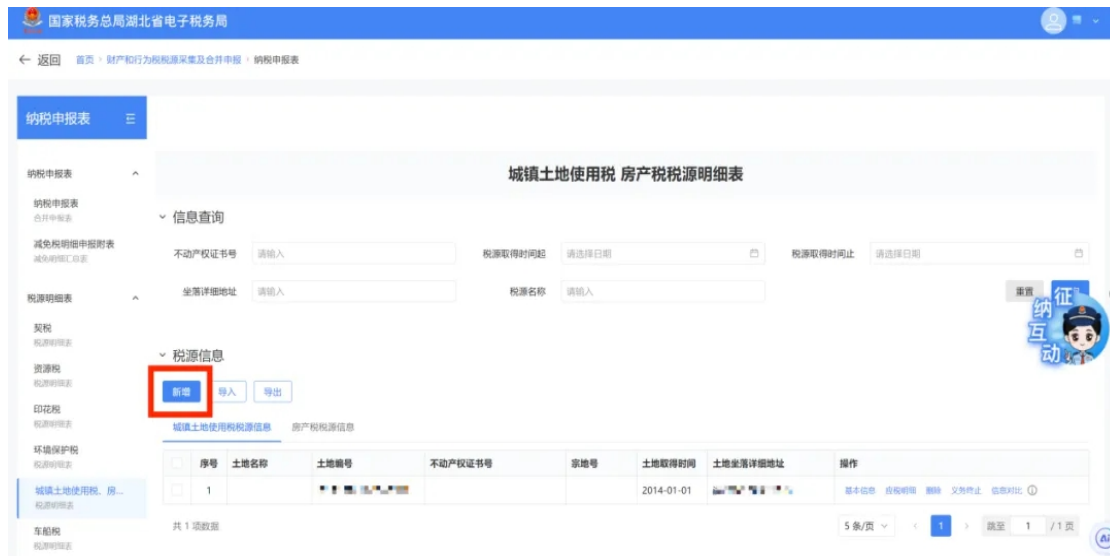 国家税务总局湖北省电子税务局
返回 首页 › 财产和行为税税源采集及合并申报 › 纳税申报表
纳税申报表
纳税申报表
纳税申报表
合并申报表
减免税明细申报附表
减免明细汇总表
税源明细表
契税
税源明细表
资源税
税源明细表
印花税
税源明细表
环境保护税
税源明细表
城镇土地使用税、房...
税源明细表
车船税
税源明细表
城镇土地使用税 房产税税源明细表
信息查询
不动产权证书号 请输入 税源取得时间起 请选择日期 税源取得时间止 请选择日期
坐落详细地址 请输入 税源名称 请输入 重置
征纳互动
税源信息
新增 导入 导出
城镇土地使用税税源信息 房产税税源信息
序号 土地名称 土地编号 不动产权证书号 宗地号 土地取得时间 土地坐落详细地址 操作
1 2014-01-01 基本信息 应税明细 删除 义务终止 信息对比
共 1 项数据 5 条/页 1 跳至 1 / 1 页